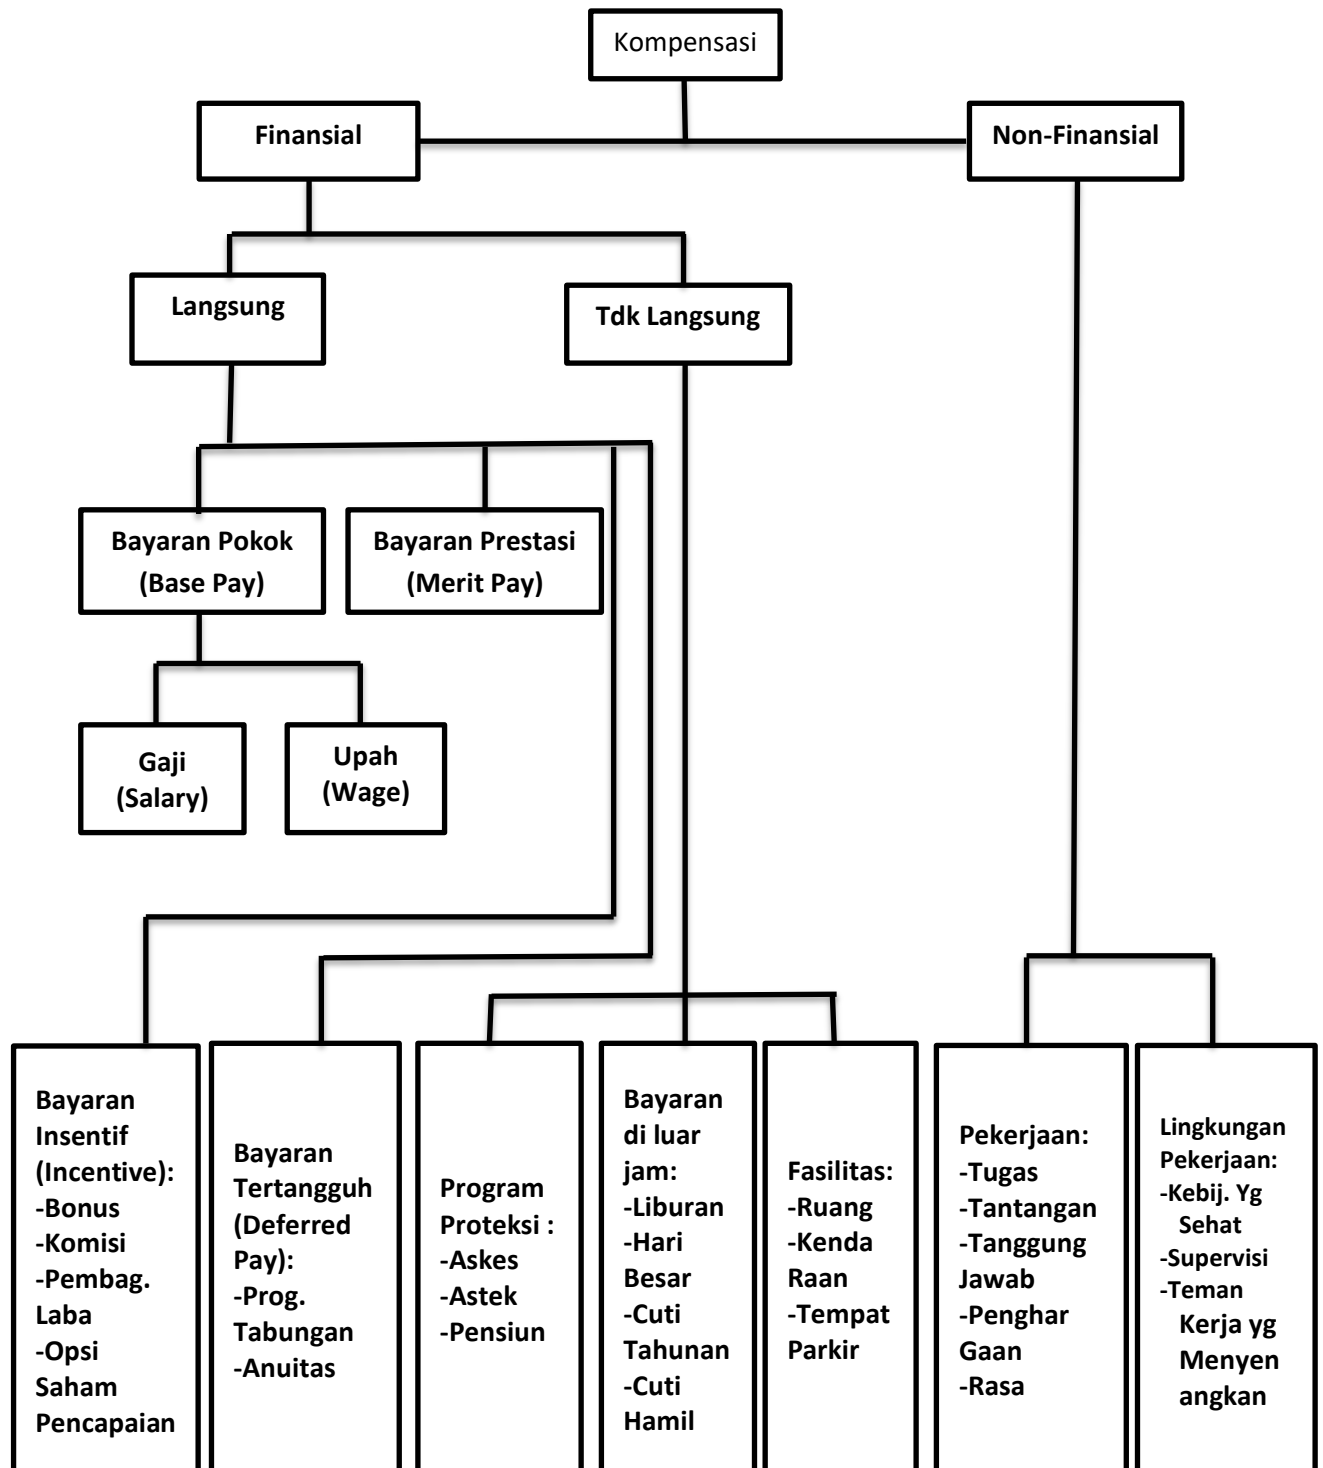 Kompensasi
Finansial
Non-Finansial
Langsung
Tdk Langsung
Bayaran Pokok
(Base Pay)
Bayaran Prestasi
(Merit Pay)
Gaji
(Salary)
Upah
(Wage)
Bayaran
Insentif
(Incentive):
-Bonus
-Komisi
-Pembag.
Laba
-Opsi
Saham
Pencapaian
Bayaran
Tertangguh
(Deferred
Pay):
-Prog.
Tabungan
-Anuitas
Program
Proteksi :
-Askes
-Astek
-Pensiun
Bayaran
di luar
jam:
-Liburan
-Hari
Besar
-Cuti
Tahunan
-Cuti
Hamil
Fasilitas:
-Ruang
-Kenda
Raan
-Tempat
Parkir
Pekerjaan:
-Tugas
-Tantangan
-Tanggung
Jawab
-Penghar
Gaan
-Rasa
Lingkungan
Pekerjaan:
-Kebij. Yg
Sehat
-Supervisi
-Teman
Kerja yg
Menyen
angkan